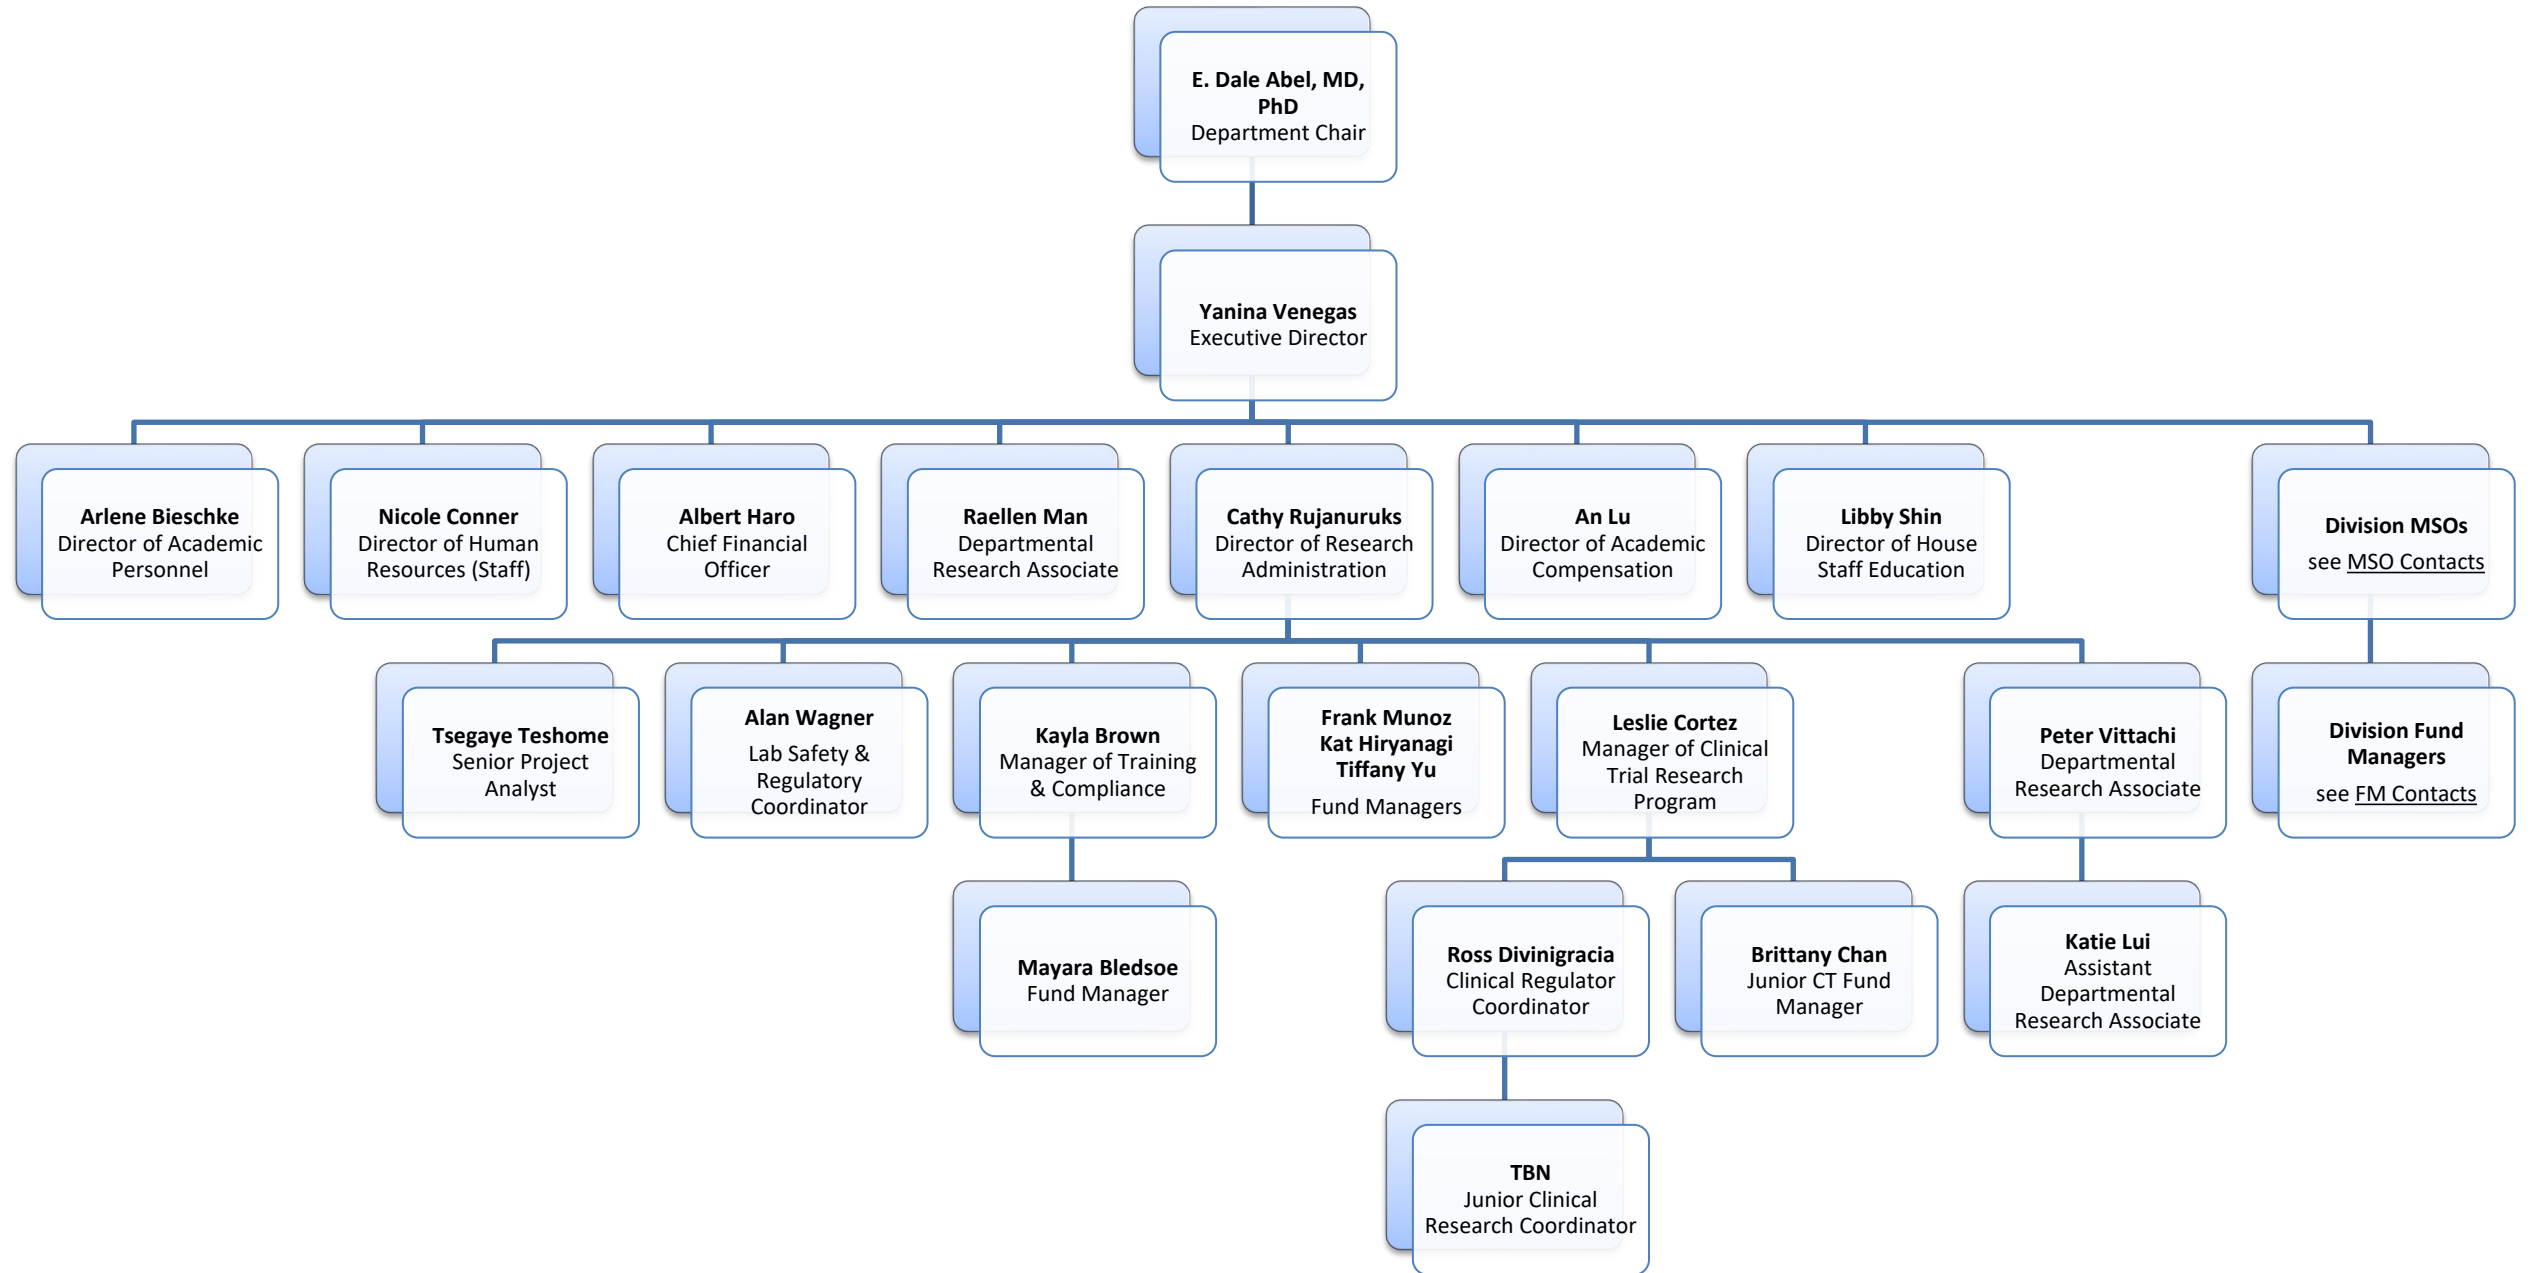 E. Dale Abel, MD,
PhD
Department Chair
Yanina Venegas
Executive Director
Arlene Bieschke
Director of Academic
Personnel
Nicole Conner
Director of Human
Resources (Staff)
Albert Haro
Chief Financial
Officer
Raellen Man
Departmental
Research Associate
Cathy Rujanuruks
Director of Research
Administration
An Lu
Director of Academic
Compensation
Libby Shin
Director of House
Staff Education
Division MSOs
see MSO Contacts
Tsegaye Teshome
Senior Project
Analyst
Alan Wagner
Lab Safety &
Regulatory
Coordinator
Kayla Brown
Manager of Training
& Compliance
Frank Munoz
Kat Hiryanagi
Tiffany Yu
Fund Managers
Leslie Cortez
Manager of Clinical
Trial Research
Program
Peter Vittachi
Departmental
Research Associate
Division Fund
Managers
see FM Contacts
Mayara Bledsoe
Fund Manager
Ross Divinigracia
Clinical Regulator
Coordinator
Brittany Chan
Junior CT Fund
Manager
Katie Lui
Assistant
Departmental
Research Associate
TBN
Junior Clinical
Research Coordinator